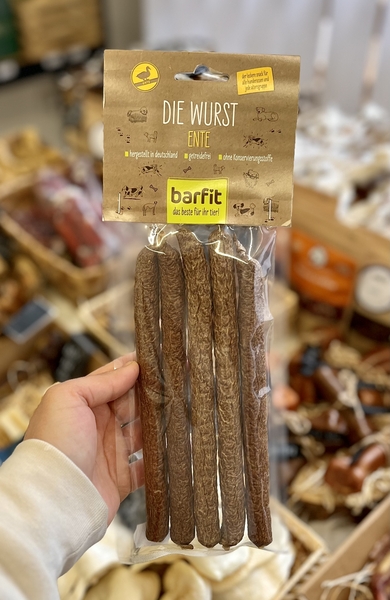 DIE WURST
ENTE
hergestellt in deutschland getreidefrei ohne Konservierungsstoffe
barfit
das beste für ihr tier!